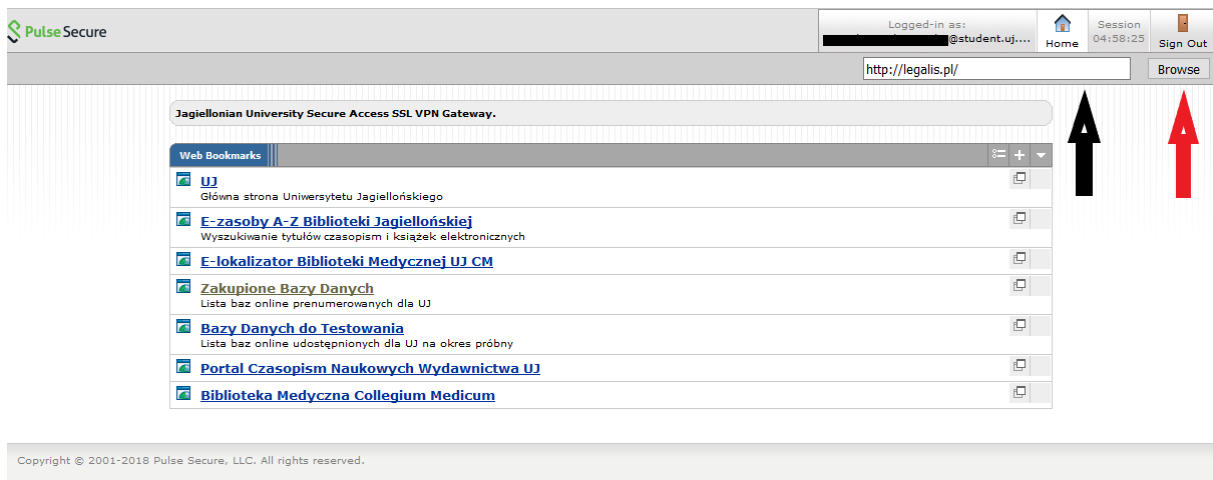 Pulse Secure
Logged-in as:
@student.uj....
Home
Session
04:58:25
Sign Out
http://legalis.pl/
Browse
Jagiellonian University Secure Access SSL VPN Gateway.
Web Bookmarks
UJ
Główna strona Uniwersytetu Jagiellońskiego
E-zasoby A-Z Biblioteki Jagiellońskiej
Wyszukiwanie tytułów czasopism i książek elektronicznych
E-lokalizator Biblioteki Medycznej UJ CM
Zakupione Bazy Danych
Lista baz online prenumerowanych dla UJ
Bazy Danych do Testowania
Lista baz online udostępnionych dla UJ na okres próbny
Portal Czasopism Naukowych Wydawnictwa UJ
Biblioteka Medyczna Collegium Medicum
Copyright © 2001-2018 Pulse Secure, LLC. All rights reserved.